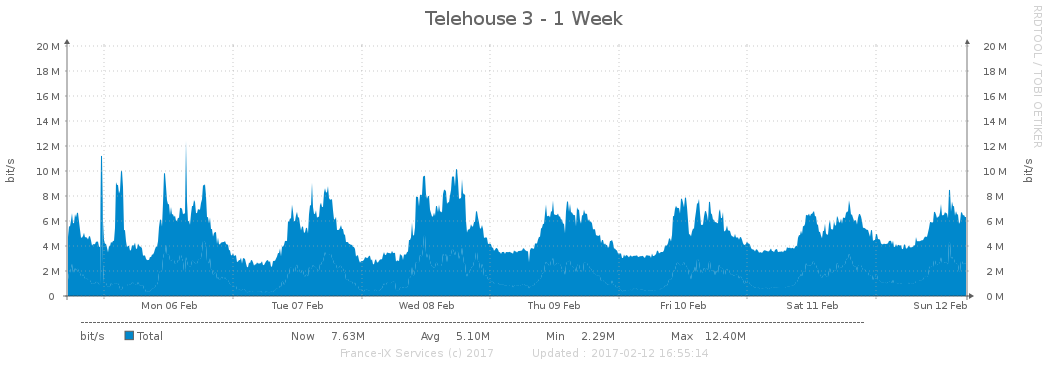 Telehouse 3 - 1 Week
RRDTOOL / TOBI OETIKER
bit/s
bit/s
20 M 20 M
18 M 18 M
16 M 16 M
14 M 14 M
12 M 12 M
10 M 10 M
8 M 8 M
6 M 6 M
4 M 4 M
2 M 2 M
0 0 M
Mon 06 Feb Tue 07 Feb Wed 08 Feb Thu 09 Feb Fri 10 Feb Sat 11 Feb Sun 12 Feb
bit/s Total Now 7.63M Avg 5.10M Min 2.29M Max 12.40M
France-IX Services (c) 2017 Updated : 2017-02-12 16:55:14